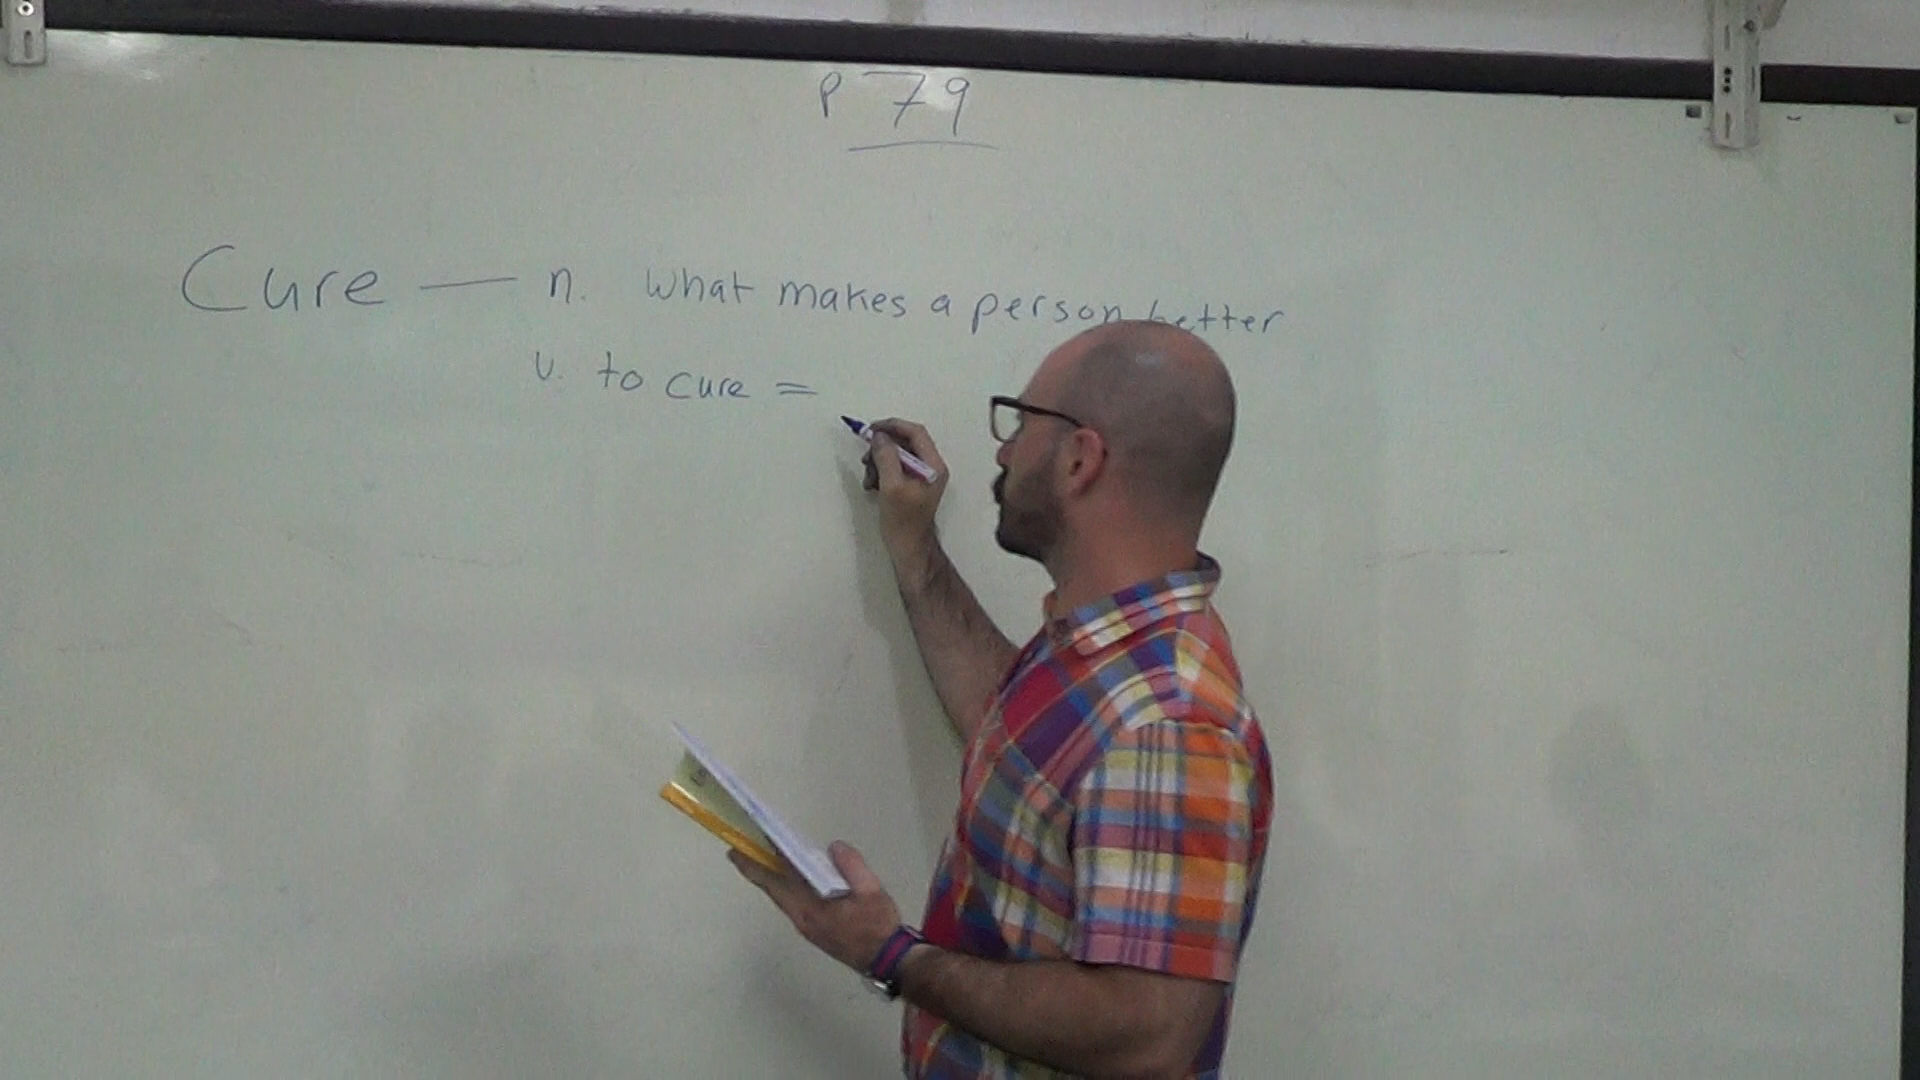 P 79
Cure — n. What makes a person better
v. to cure =